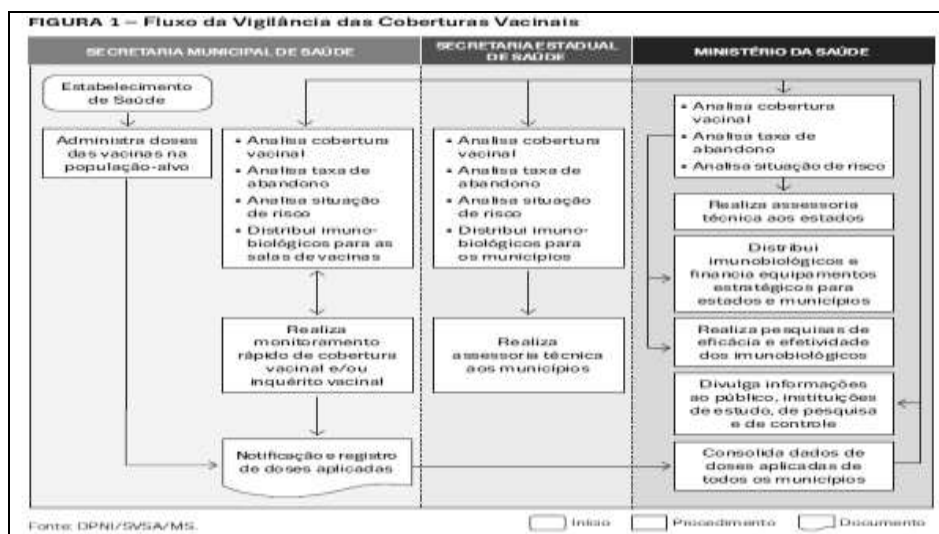 FIGURA 1 – Fluxo da Vigilância das Coberturas Vacinais
SECRETARIA MUNICIPAL DE SAÚDE
SECRETARIA ESTADUAL
DE SAÚDE
MINISTÉRIO DA SAÚDE
Estabelecimento
de Saúde
Administra doses
das vacinas na
população-alvo
▪ Analisa cobertura
vacinal
▪ Analisa taxa de
abandono
▪ Analisa situação
de risco
▪ Distribui imuno-
biológicos para as
salas de vacinas
Realiza
monitoramento
rápido de cobertura
vacinal e/ou
inquérito vacinal
Notificação e registro
de doses aplicadas
▪ Analisa cobertura
vacinal
▪ Analisa taxa de
abandono
▪ Analisa situação
de risco
▪ Distribui imuno-
biológicos para
os municípios
Realiza
assessoria técnica
aos municípios
▪ Analisa cobertura
vacinal
▪ Analisa taxa de
abandono
▪ Analisa situação de risco
Realiza assessoria
técnica aos estados
Distribui
imunobiológicos e
financia equipamentos
estratégicos para
estados e municípios
Realiza pesquisas de
eficácia e efetividade
dos imunobiológicos
Divulga informações
ao público, instituições
de estudo, de pesquisa
e de controle
Consolida dados de
doses aplicadas de
todos os municípios
Fonte: DPNI/SVSA/MS.
Início
Procedimento
Documento